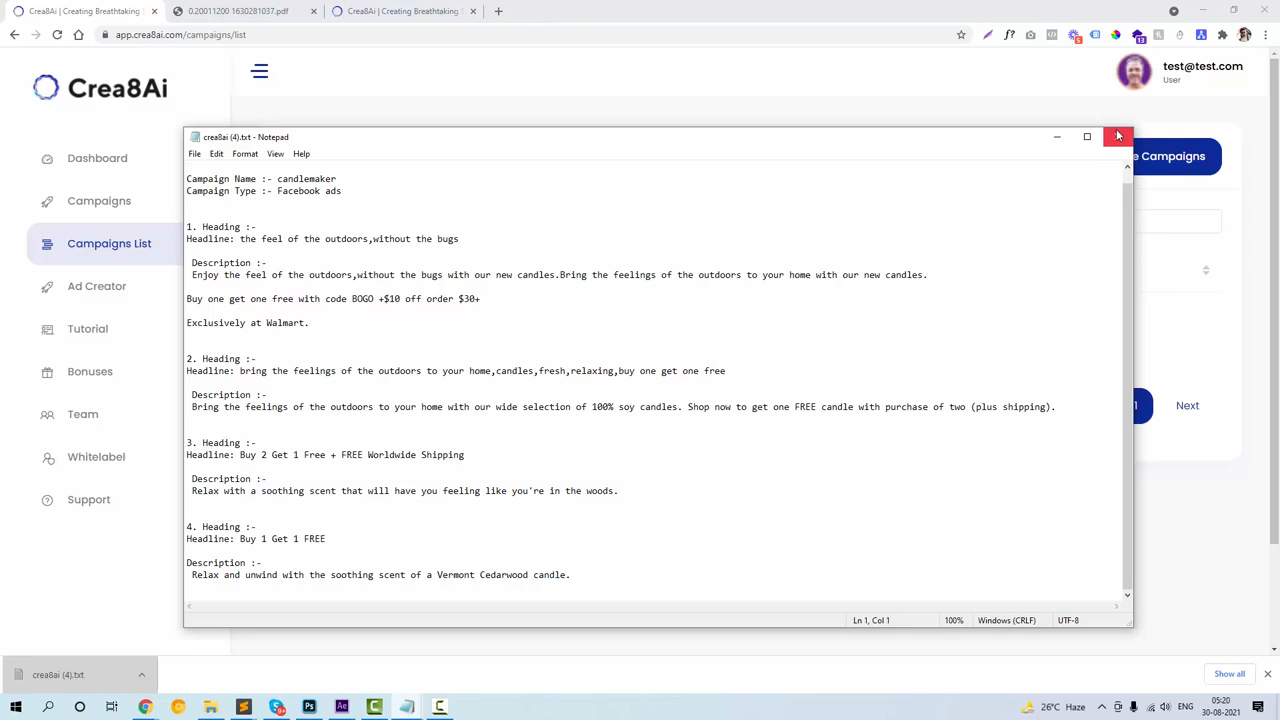 Crea8Ai | Creating Breathtaking
0.20011200 1630281037.pdf
Crea8Ai | Creating Breathtaking
app.crea8ai.com/campaigns/list
Crea8Ai
test@test.com
User
Dashboard
Campaigns
Campaigns List
Ad Creator
Tutorial
Bonuses
Team
Whitelabel
Support
e Campaigns
1
Next
crea8ai (4).txt - Notepad
File Edit Format View Help
Campaign Name :- candlemaker
Campaign Type :- Facebook ads
1. Heading :-
Headline: the feel of the outdoors,without the bugs
Description :-
Enjoy the feel of the outdoors,without the bugs with our new candles.Bring the feelings of the outdoors to your home with our new candles.
Buy one get one free with code BOGO +$10 off order $30+
Exclusively at Walmart.
2. Heading :-
Headline: bring the feelings of the outdoors to your home,candles,fresh,relaxing,buy one get one free
Description :-
Bring the feelings of the outdoors to your home with our wide selection of 100% soy candles. Shop now to get one FREE candle with purchase of two (plus shipping).
3. Heading :-
Headline: Buy 2 Get 1 Free + FREE Worldwide Shipping
Description :-
Relax with a soothing scent that will have you feeling like you're in the woods.
4. Heading :-
Headline: Buy 1 Get 1 FREE
Description :-
Relax and unwind with the soothing scent of a Vermont Cedarwood candle.
Ln 1, Col 1 100% Windows (CRLF) UTF-8
crea8ai (4).txt
Show all
26°C Haze
ENG
05:20
30-08-2021